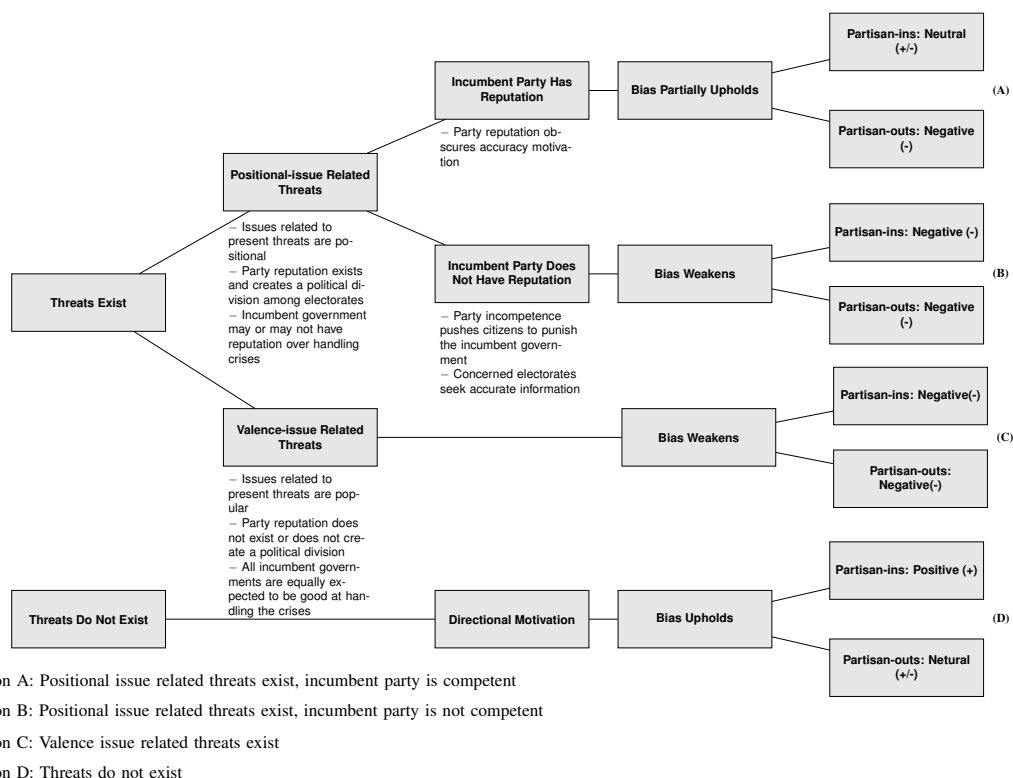 Partisan-ins: Neutral
(+/-)
Incumbent Party Has
Reputation
Bias Partially Upholds
(A)
– Party reputation ob-
scures accuracy motiva-
tion
Partisan-outs: Negative
(-)
Positional-issue Related
Threats
– Issues related to
present threats are po-
sitional
– Party reputation exists
and creates a political di-
vision among electorates
– Incumbent government
may or may not have
reputation over handling
crises
Partisan-ins: Negative (-)
Incumbent Party Does
Not Have Reputation
Bias Weakens
(B)
– Party incompetence
pushes citizens to punish
the incumbent govern-
ment
– Concerned electorates
seek accurate information
Partisan-outs: Negative
(-)
Threats Exist
Partisan-ins: Negative(-)
Valence-issue Related
Threats
Bias Weakens
(C)
– Issues related to
present threats are pop-
ular
– Party reputation does
not exist or does not cre-
ate a political division
– All incumbent govern-
ments are equally ex-
pected to be good at han-
dling the crises
Partisan-outs:
Negative(-)
Partisan-ins: Positive (+)
Threats Do Not Exist
Directional Motivation
Bias Upholds
(D)
Partisan-outs: Netural
(+/-)
on A: Positional issue related threats exist, incumbent party is competent
on B: Positional issue related threats exist, incumbent party is not competent
on C: Valence issue related threats exist
on D: Threats do not exist